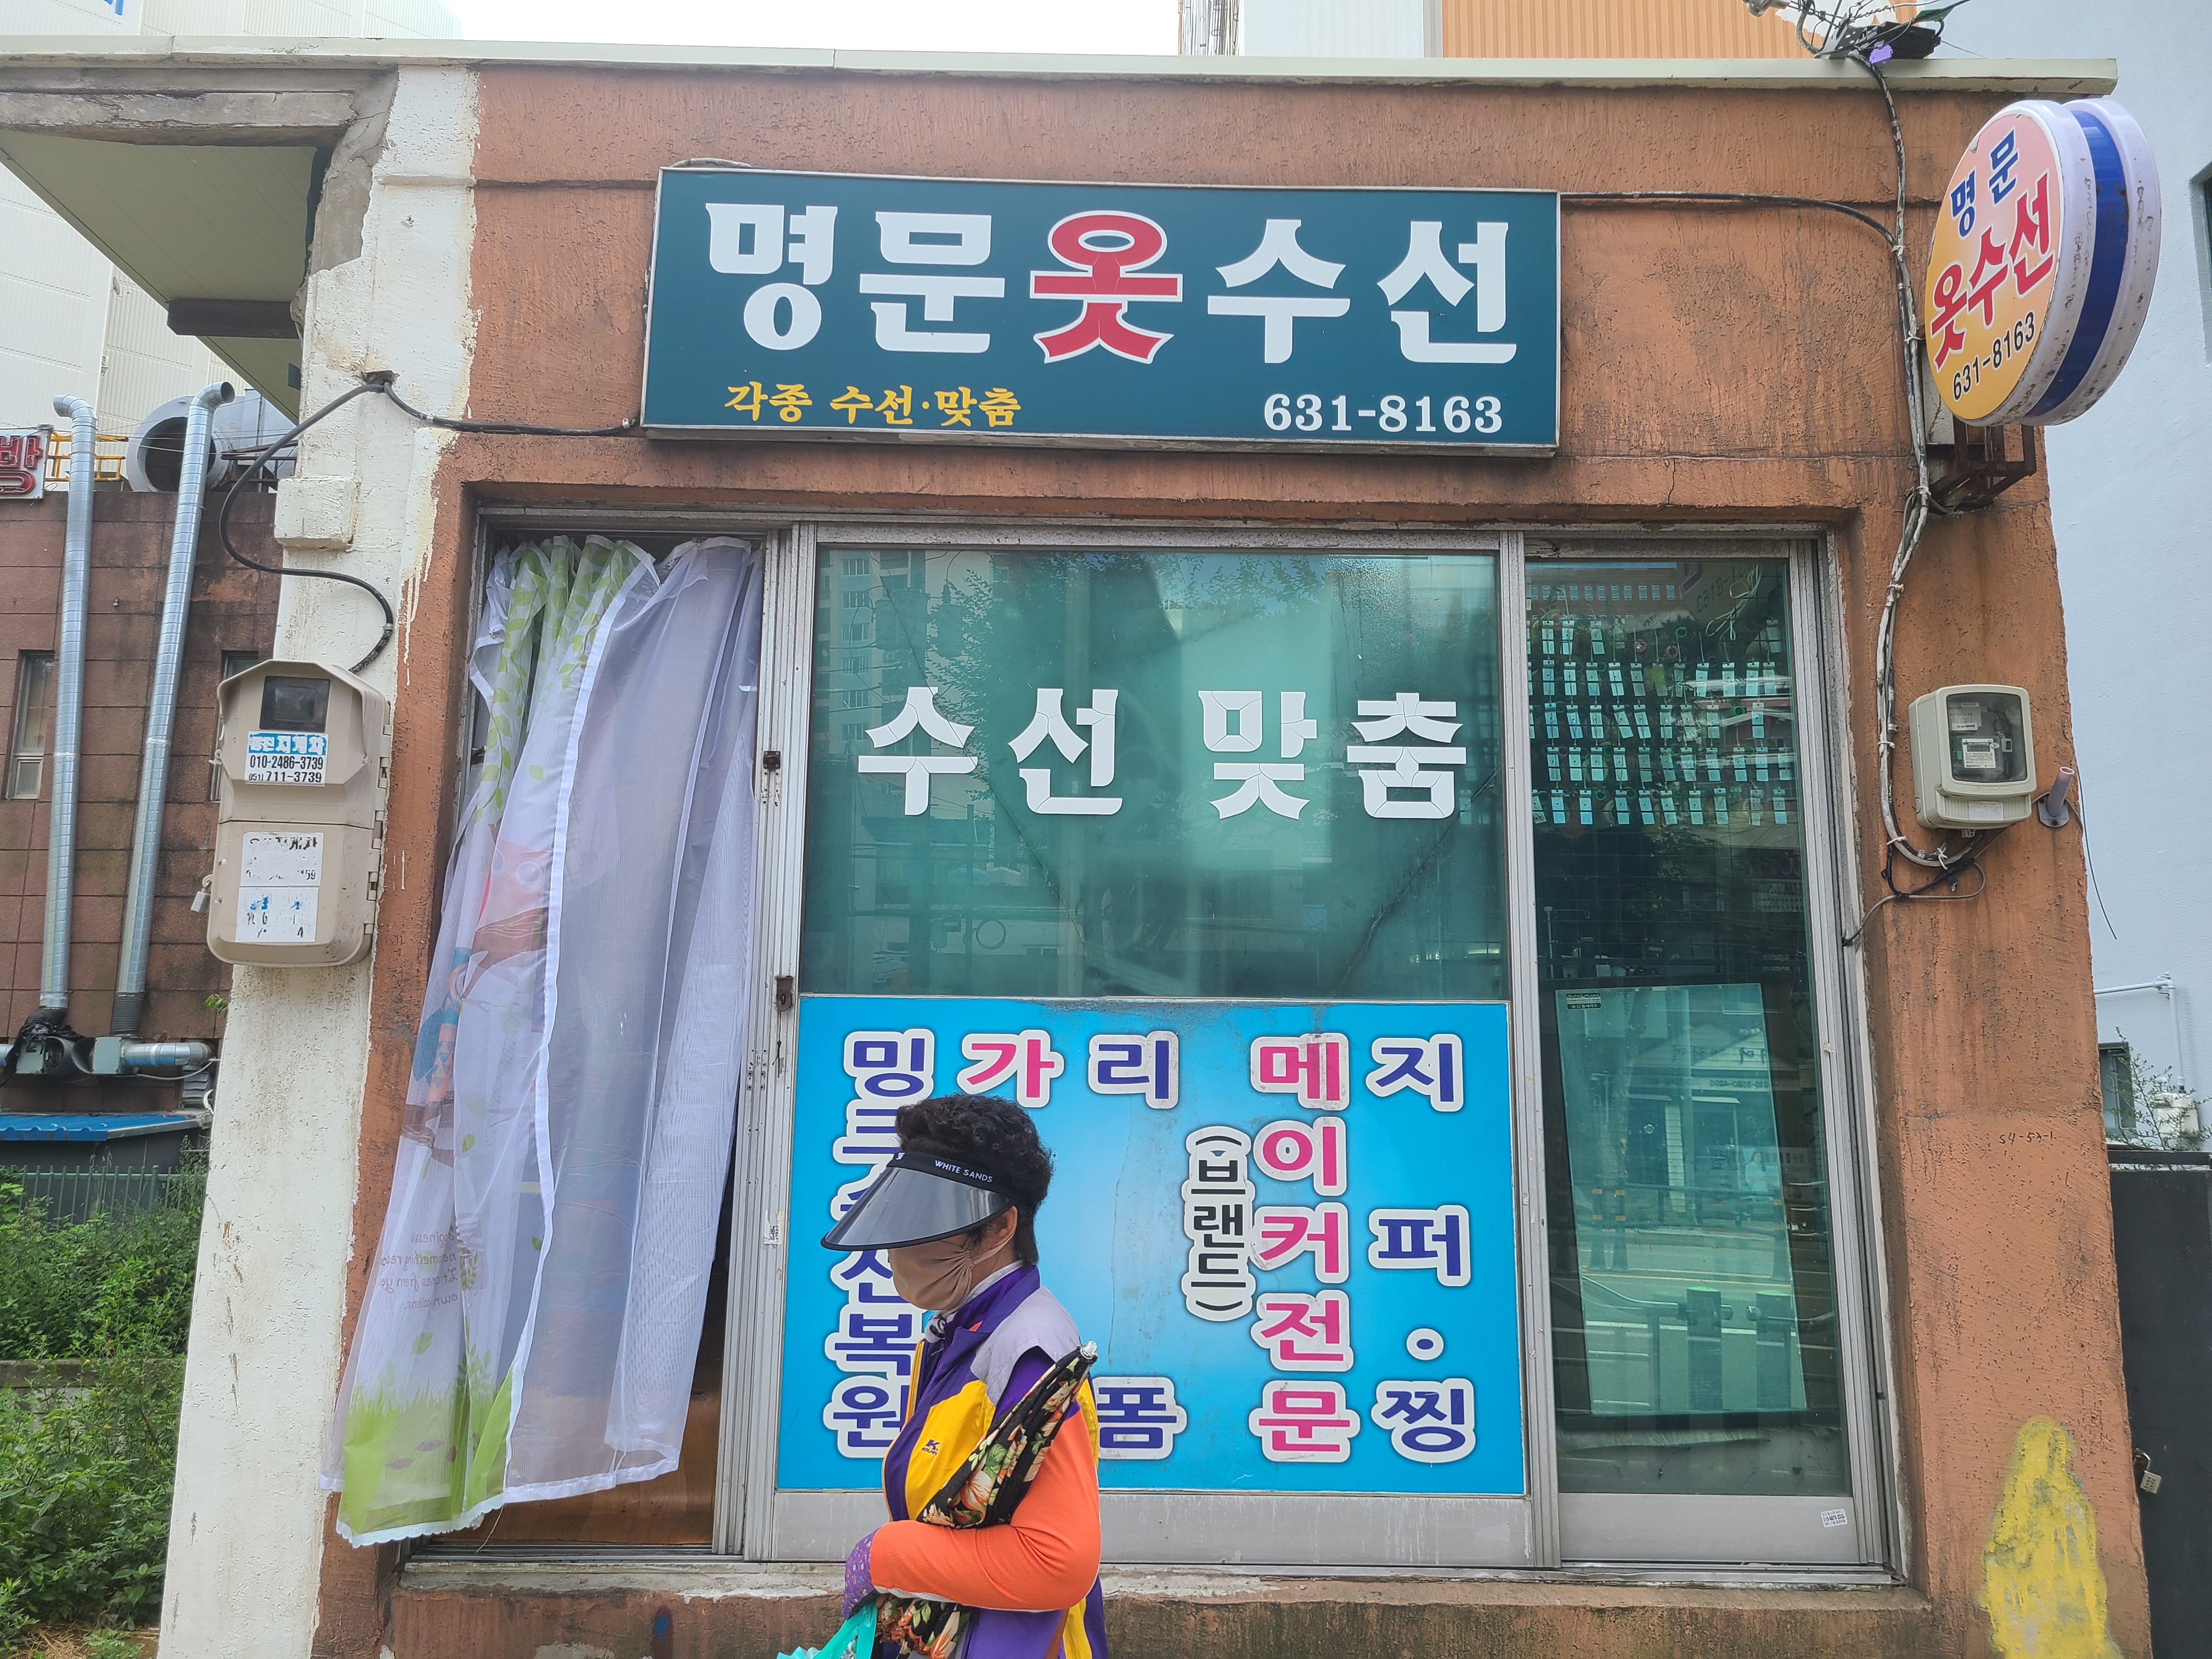 명문옷수선
각종 수선·맞춤
631-8163
명문
옷수선
631-8163
수선 맞춤
밍가리 메지
이
커 퍼
전 ·
복 문 찡
원 폼
(브랜드)
WHITE SANDS
010-2486-3739
(051) 711-3739